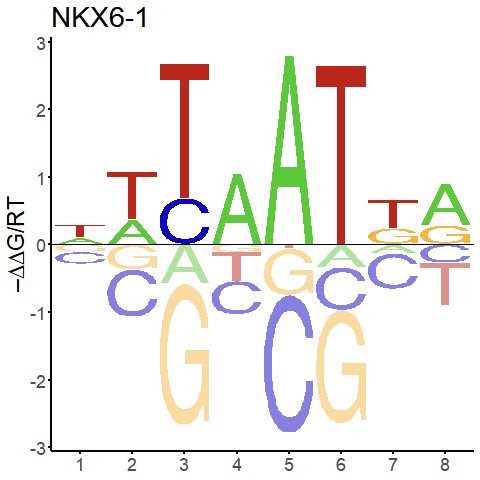 NKX6-1
−ΔΔG/RT
3
2
1
0
-1
-2
-3
T T T A A T T A
A A C G G
G G A G T A A C
C C G T G C C T
C C G
1 2 3 4 5 6 7 8